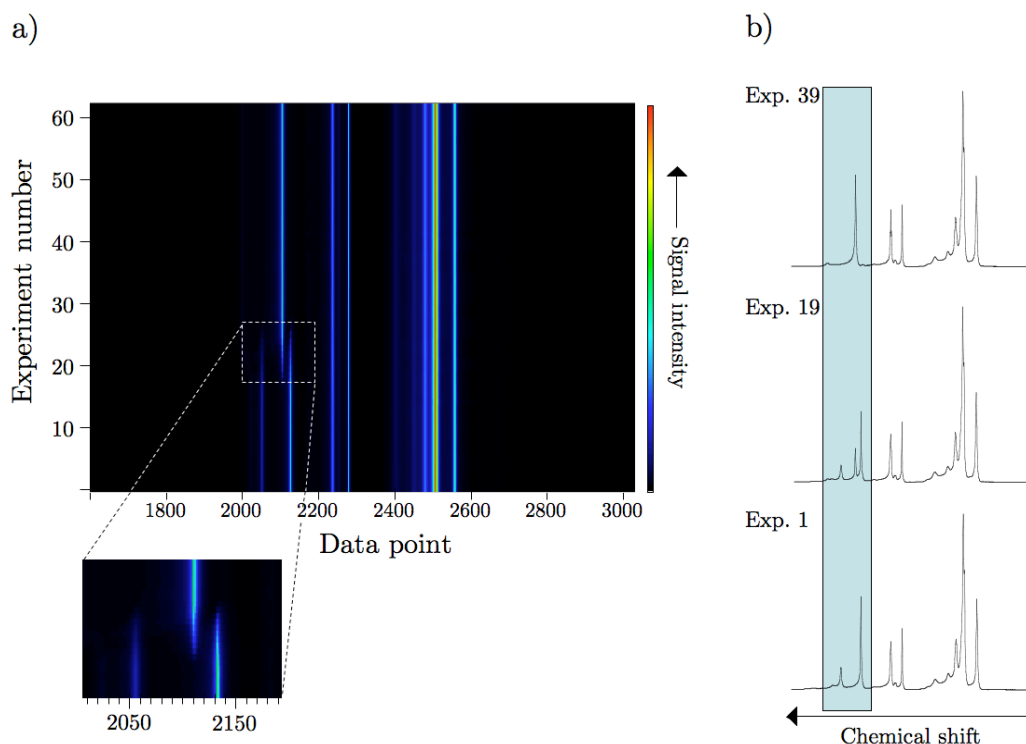 a)
Experiment number
60
50
40
30
20
10
1800
2000
2200
2400
2600
2800
3000
Data point
Signal intensity
2050
2150
b)
Exp. 39
Exp. 19
Exp. 1
Chemical shift